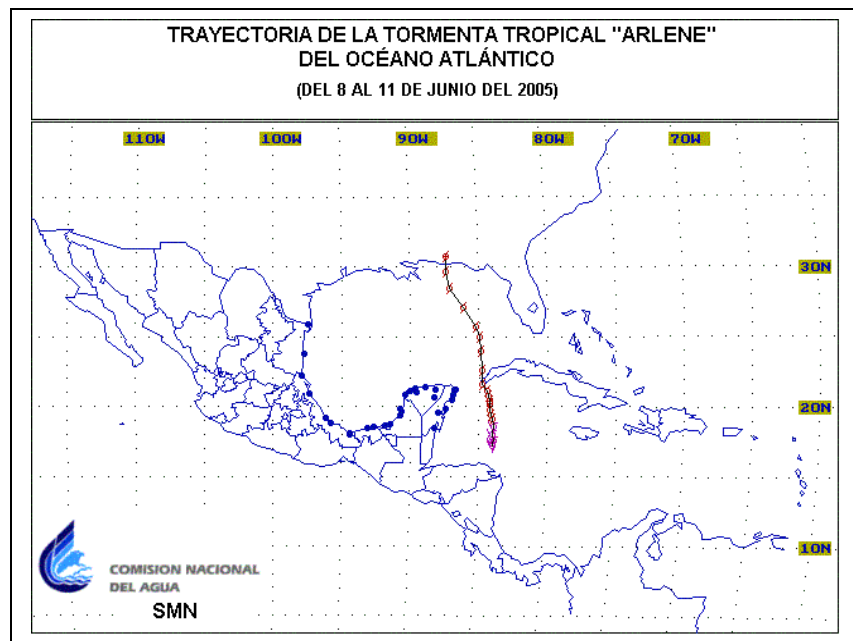 TRAYECTORIA DE LA TORMENTA TROPICAL "ARLENE"
DEL OCÉANO ATLÁNTICO
(DEL 8 AL 11 DE JUNIO DEL 2005)
110W 100W 90W 80W 70W
30N
20N
10N
COMISION NACIONAL
DEL AGUA
SMN